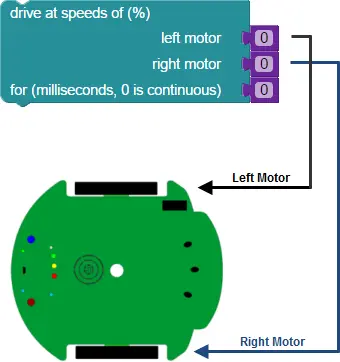 drive at speeds of (%)
left motor 0
right motor 0
for (milliseconds, 0 is continuous) 0
Left Motor
Right Motor